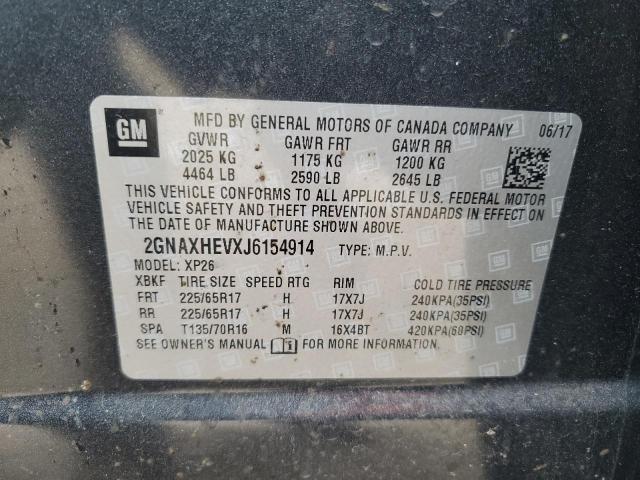 GM
MFD BY GENERAL MOTORS OF CANADA COMPANY 06/17
GVWR GAWR FRT GAWR RR
2025 KG 1175 KG 1200 KG
4464 LB 2590 LB 2645 LB
THIS VEHICLE CONFORMS TO ALL APPLICABLE U.S. FEDERAL MOTOR
VEHICLE SAFETY AND THEFT PREVENTION STANDARDS IN EFFECT ON
THE DATE OF MANUFACTURE SHOWN ABOVE.
2GNAXHEVXJ6154914 TYPE: M.P.V.
MODEL: XP26
XBKF TIRE SIZE SPEED RTG RIM COLD TIRE PRESSURE
FRT 225/65R17 H 17X7J 240KPA(35PSI)
RR 225/65R17 H 17X7J 240KPA(35PSI)
SPA T135/70R16 M 16X4BT 420KPA(60PSI)
SEE OWNER'S MANUAL FOR MORE INFORMATION.